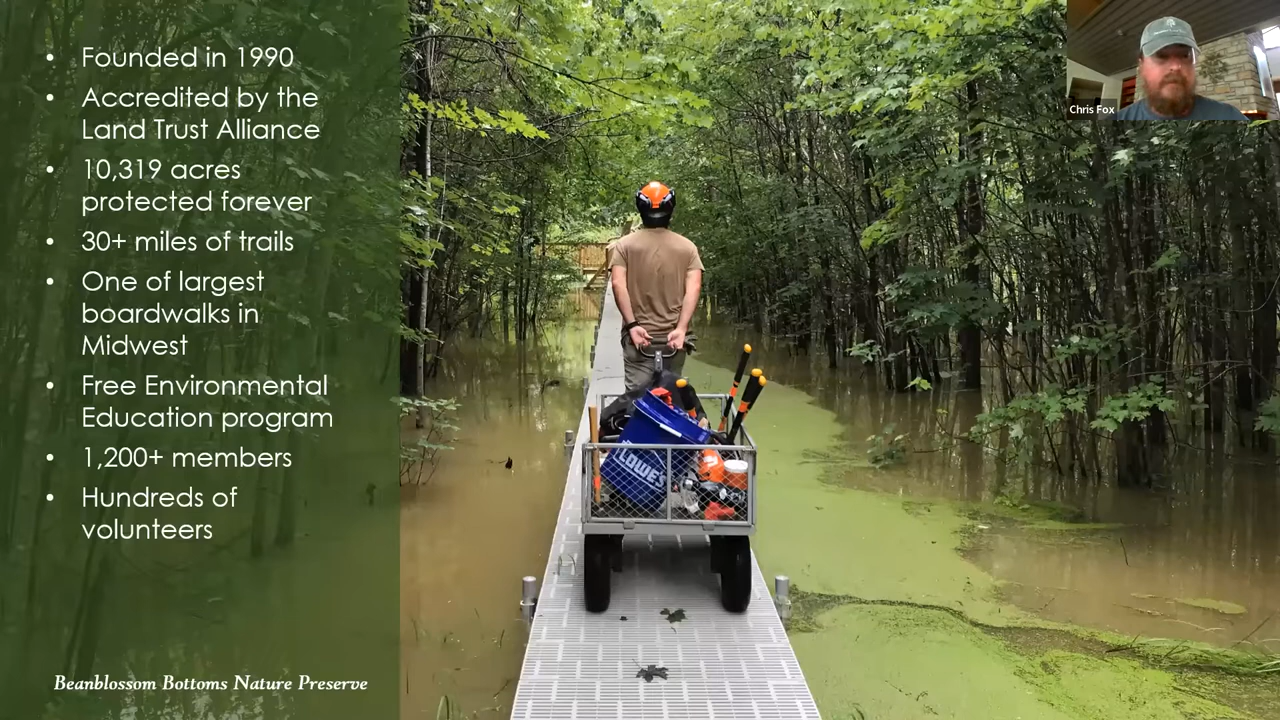 • Founded in 1990
• Accredited by the
Land Trust Alliance
• 10,319 acres
protected forever
• 30+ miles of trails
• One of largest
boardwalks in
Midwest
• Free Environmental
Education program
• 1,200+ members
• Hundreds of
volunteers
Beanblossom Bottoms Nature Preserve
LOWE'S
Chris Fox